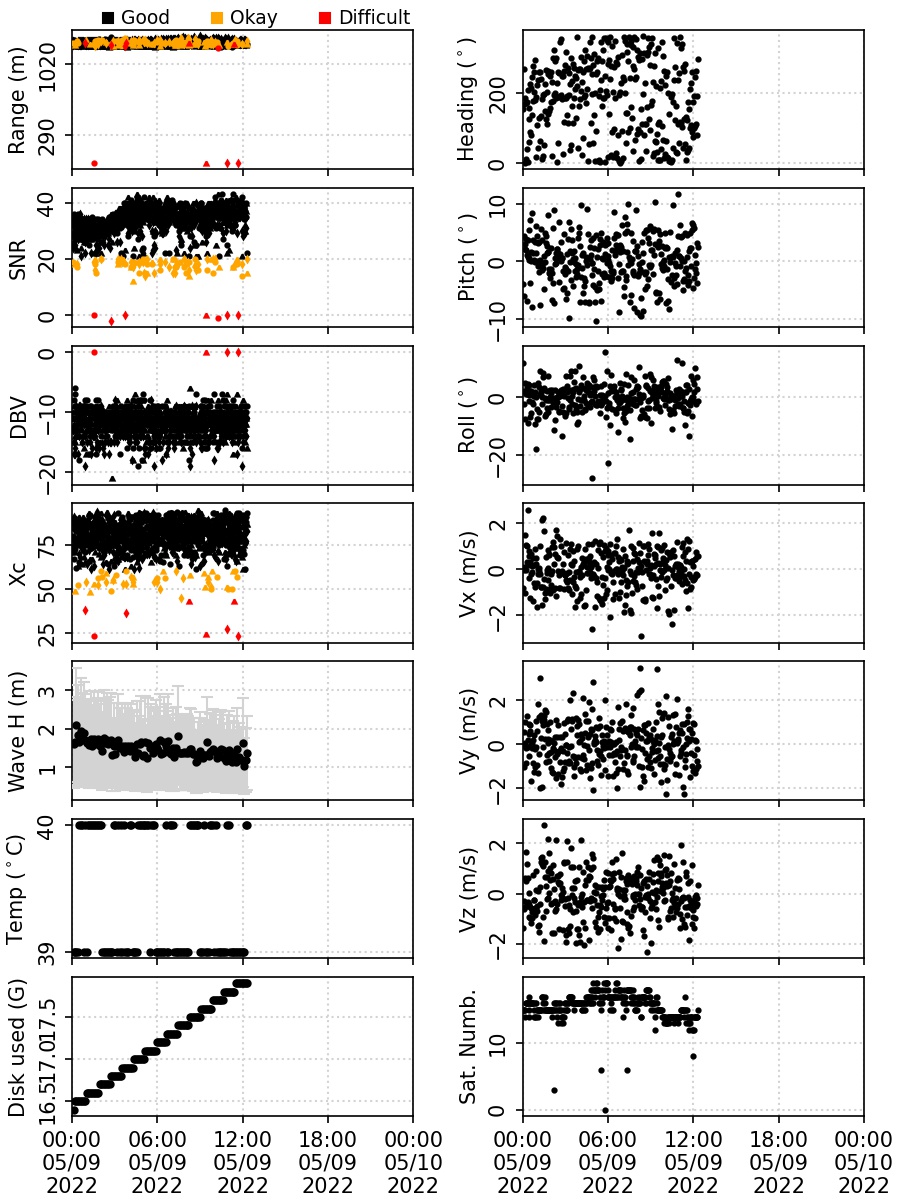 Good Okay Difficult
Range (m)
1020
290
Heading (°)
200
0
SNR
40
20
0
Pitch (°)
10
0
−10
DBV
0
−10
−20
Roll (°)
0
−20
Xc
75
50
25
Vx (m/s)
2
0
−2
Wave H (m)
3
2
1
Vy (m/s)
2
0
−2
Temp (°C)
40
39
Vz (m/s)
2
0
−2
Disk used (G)
17.5
17.0
16.5
Sat. Numb.
10
0
00:00 06:00 12:00 18:00 00:00
05/09 05/09 05/09 05/09 05/10
2022 2022 2022 2022 2022
00:00 06:00 12:00 18:00 00:00
05/09 05/09 05/09 05/09 05/10
2022 2022 2022 2022 2022